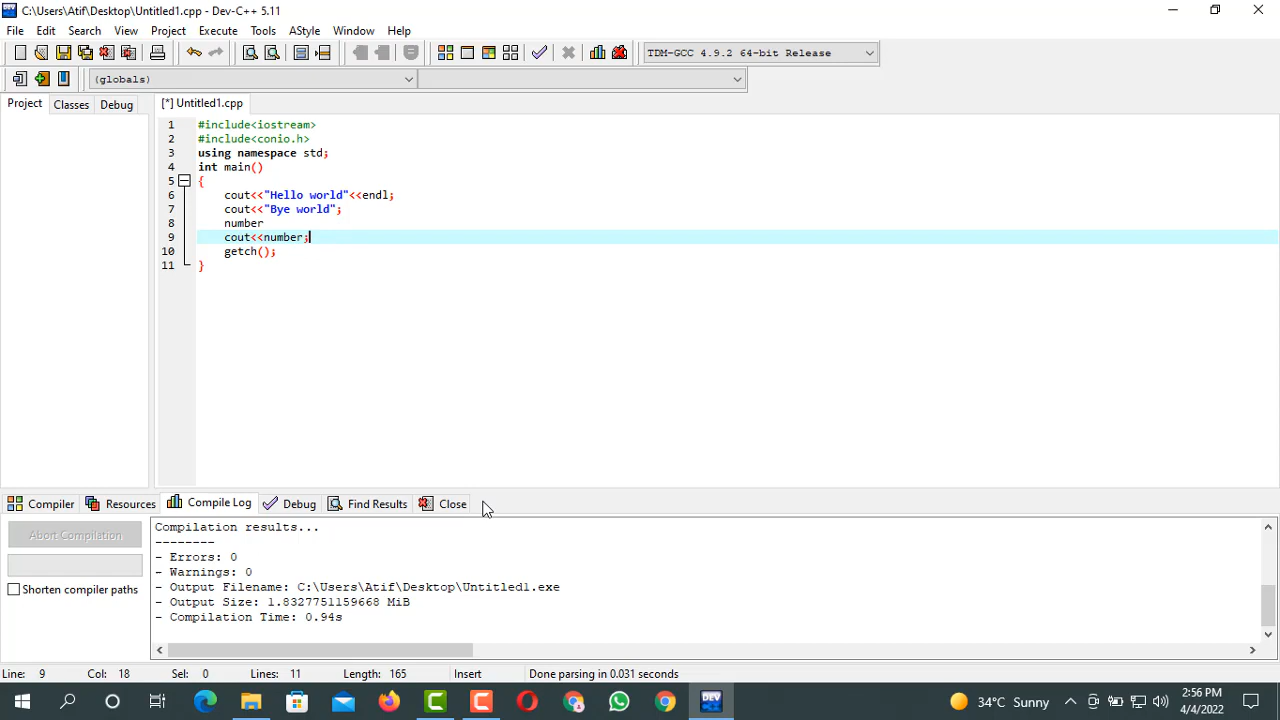 C:\Users\Atif\Desktop\Untitled1.cpp - Dev-C++ 5.11
File Edit Search View Project Execute Tools AStyle Window Help
TDM-GCC 4.9.2 64-bit Release
(globals)
Project Classes Debug
[*] Untitled1.cpp
1 #include<iostream>
2 #include<conio.h>
3 using namespace std;
4 int main()
5 {
6 cout<<"Hello world"<<endl;
7 cout<<"Bye world";
8 number
9 cout<<number;
10 getch();
11 }
Compiler Resources Compile Log Debug Find Results Close
Abort Compilation
Shorten compiler paths
Compilation results...
--------
- Errors: 0
- Warnings: 0
- Output Filename: C:\Users\Atif\Desktop\Untitled1.exe
- Output Size: 1.8327751159668 MiB
- Compilation Time: 0.94s
Line: 9 Col: 18 Sel: 0 Lines: 11 Length: 165 Insert Done parsing in 0.031 seconds
DEV
34°C Sunny
2:56 PM
4/4/2022